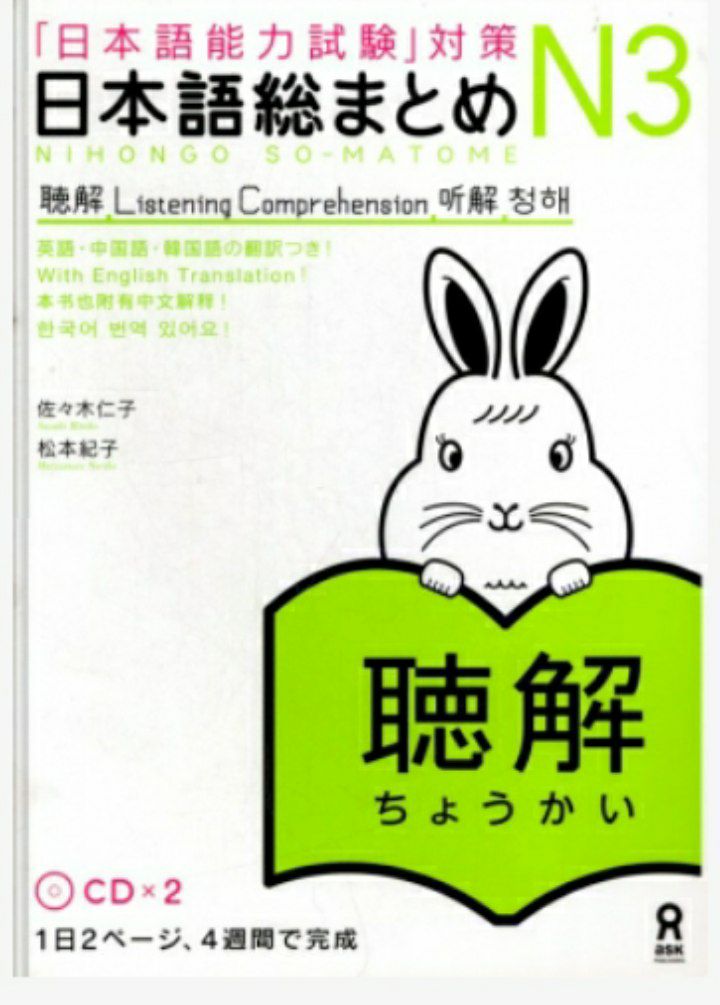 「日本語能力試験」対策
日本語総まとめ N3
NIHONGO SO-MATOME
聴解 Listening Comprehension 听解 청해
英語・中国語・韓国語の翻訳つき!
With English Translation!
本书也附有中文解释!
한국어 번역 있어요!
佐々木仁子
松本紀子
聴解
ちょうかい
CD×2
1日2ページ、4週間で完成
ask